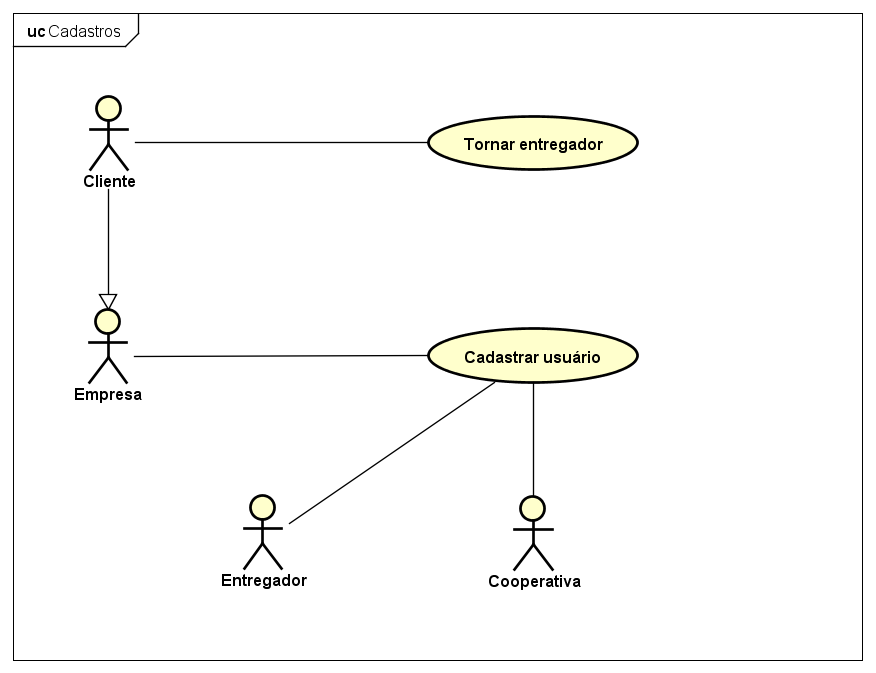 uc Cadastros
Cliente
Tornar entregador
Empresa
Cadastrar usuário
Entregador
Cooperativa